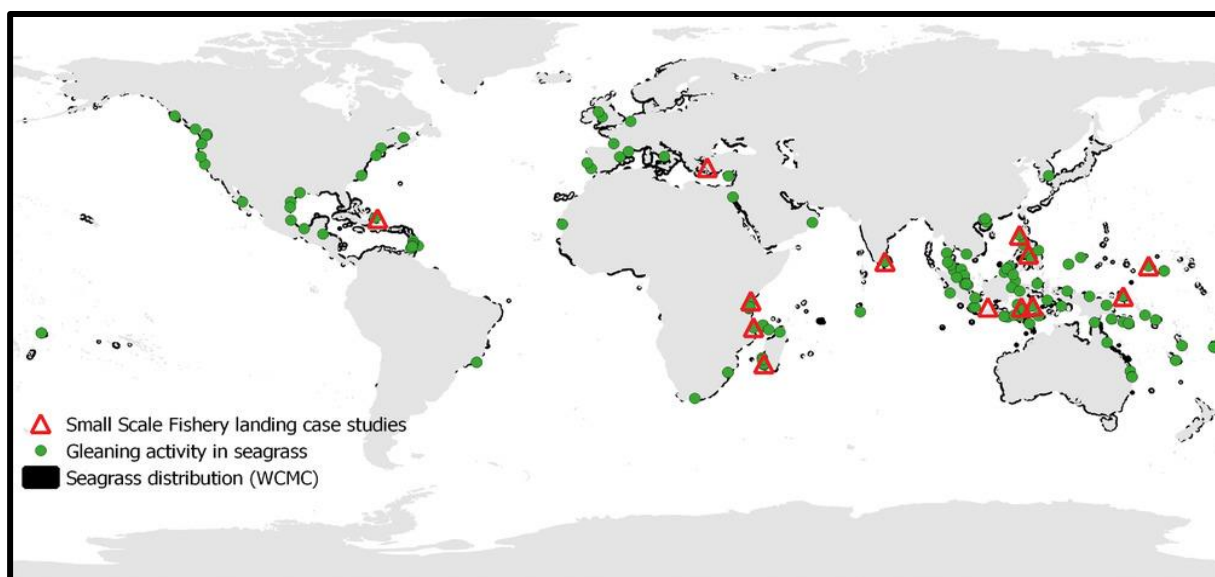 Small Scale Fishery landing case studies
Gleaning activity in seagrass
Seagrass distribution (WCMC)